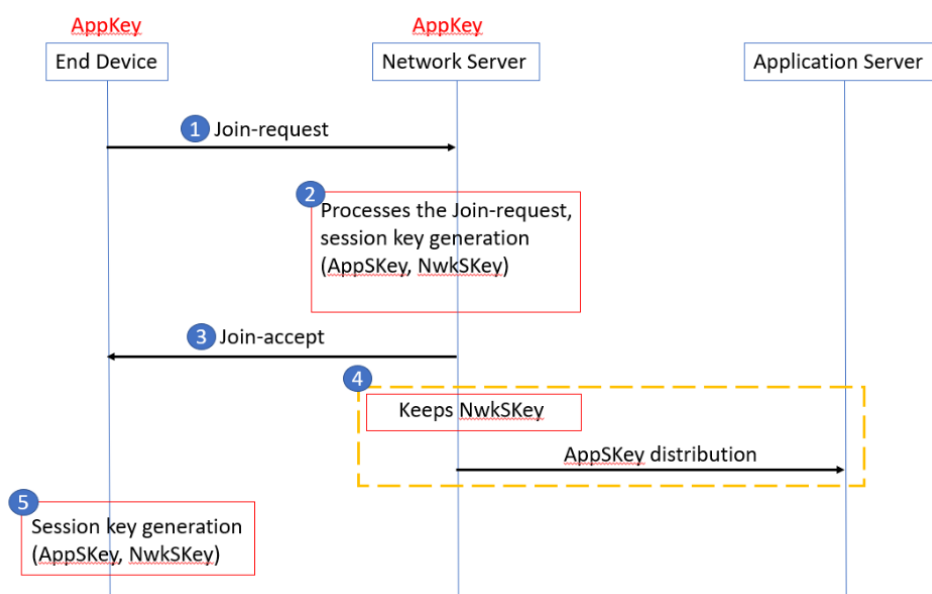 AppKey
AppKey
End Device
Network Server
Application Server
1 Join-request
2
Processes the Join-request,
session key generation
(AppSKey, NwkSKey)
3 Join-accept
4
Keeps NwkSKey
AppSKey distribution
5
Session key generation
(AppSKey, NwkSKey)